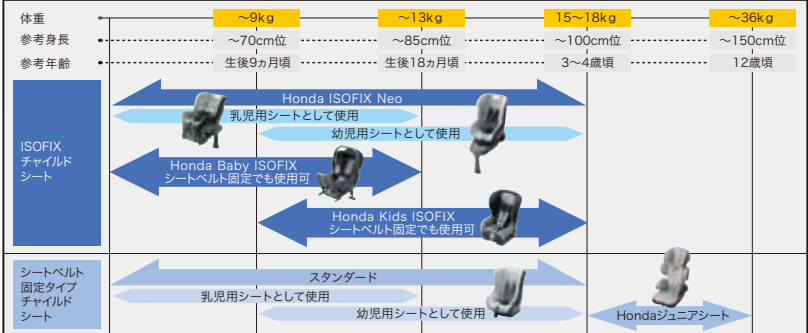 体重 ～9kg ～13kg 15～18kg ～36kg
参考身長 ～70cm位 ～85cm位 ～100cm位 ～150cm位
参考年齢 生後9ヵ月頃 生後18ヵ月頃 3～4歳頃 12歳頃
ISOFIX
チャイルド
シート
Honda ISOFIX Neo
乳児用シートとして使用
幼児用シートとして使用
Honda Baby ISOFIX
シートベルト固定でも使用可
Honda Kids ISOFIX
シートベルト固定でも使用可
シートベルト
固定タイプ
チャイルド
シート
スタンダード
乳児用シートとして使用
幼児用シートとして使用
Hondaジュニアシート